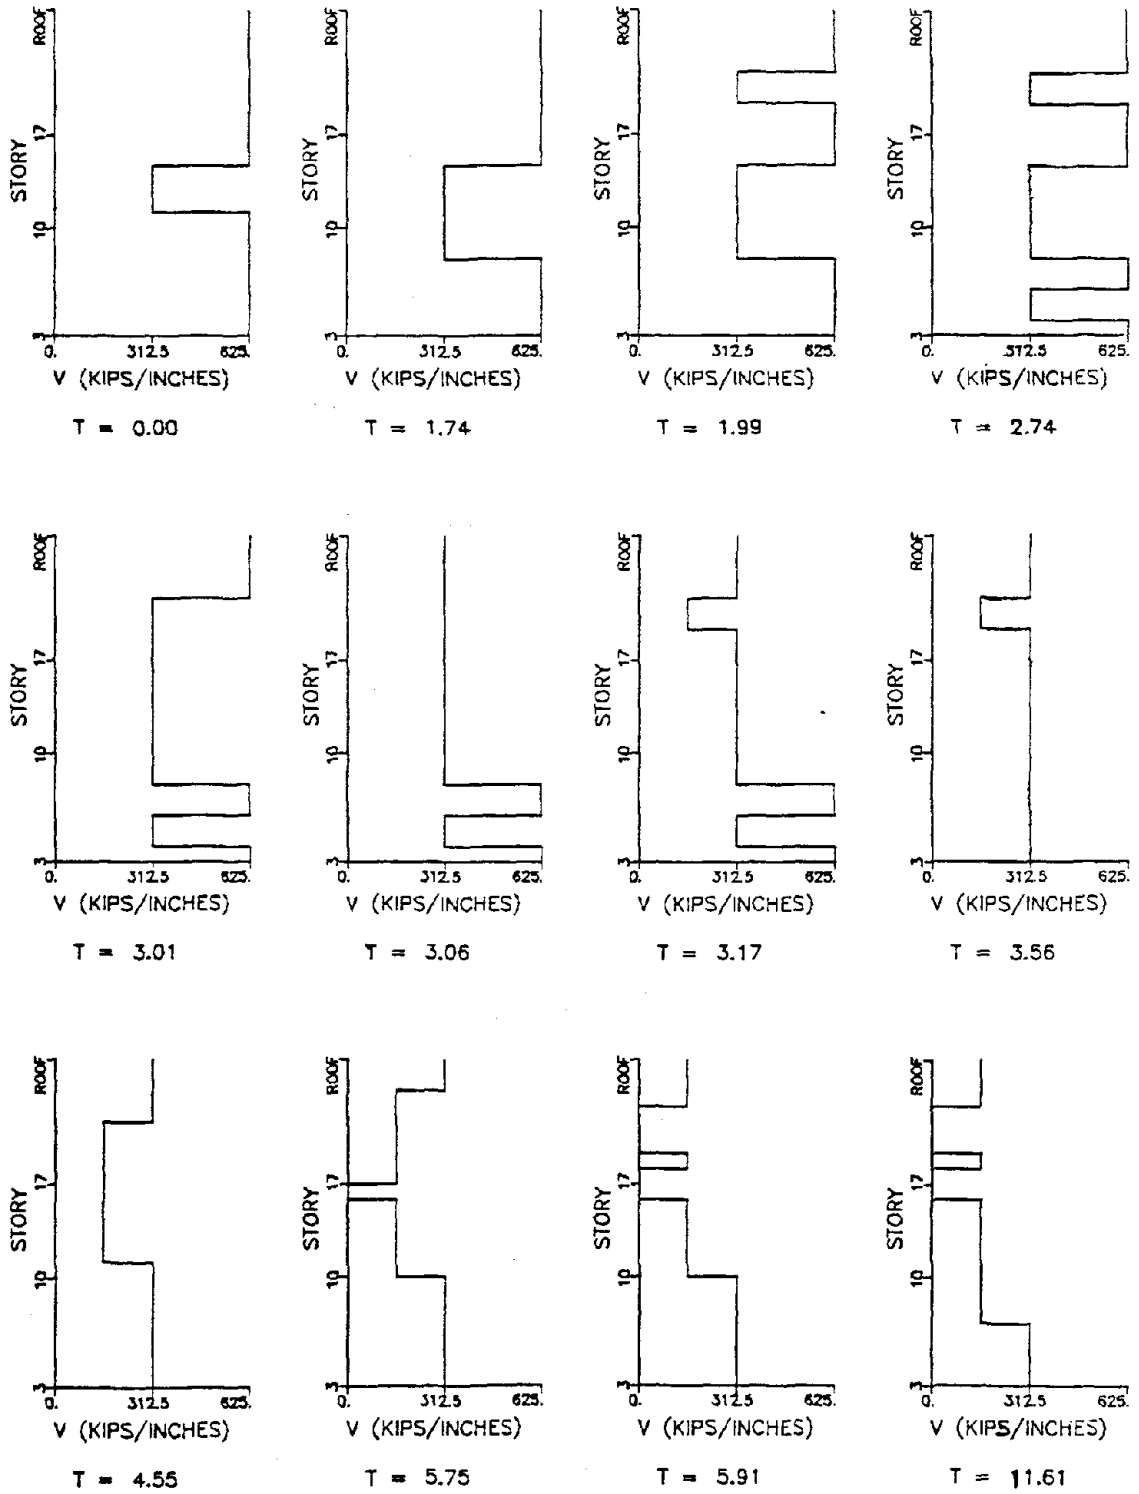 ROOF ROOF ROOF ROOF
17 17 17 17
STORY STORY STORY STORY
10 10 10 10
3 3 3 3
0. 312.5 625. 0. 312.5 625. 0. 312.5 625. 0. 312.5 625.
V (KIPS/INCHES) V (KIPS/INCHES) V (KIPS/INCHES) V (KIPS/INCHES)
T = 0.00 T = 1.74 T = 1.99 T = 2.74
ROOF ROOF ROOF ROOF
17 17 17 17
STORY STORY STORY STORY
10 10 10 10
3 3 3 3
0. 312.5 625. 0. 312.5 625. 0. 312.5 625. 0. 312.5 625.
V (KIPS/INCHES) V (KIPS/INCHES) V (KIPS/INCHES) V (KIPS/INCHES)
T = 3.01 T = 3.06 T = 3.17 T = 3.56
ROOF ROOF ROOF ROOF
17 17 17 17
STORY STORY STORY STORY
10 10 10 10
3 3 3 3
0. 312.5 625. 0. 312.5 625. 0. 312.5 625. 0. 312.5 625.
V (KIPS/INCHES) V (KIPS/INCHES) V (KIPS/INCHES) V (KIPS/INCHES)
T = 4.55 T = 5.75 T = 5.91 T = 11.61